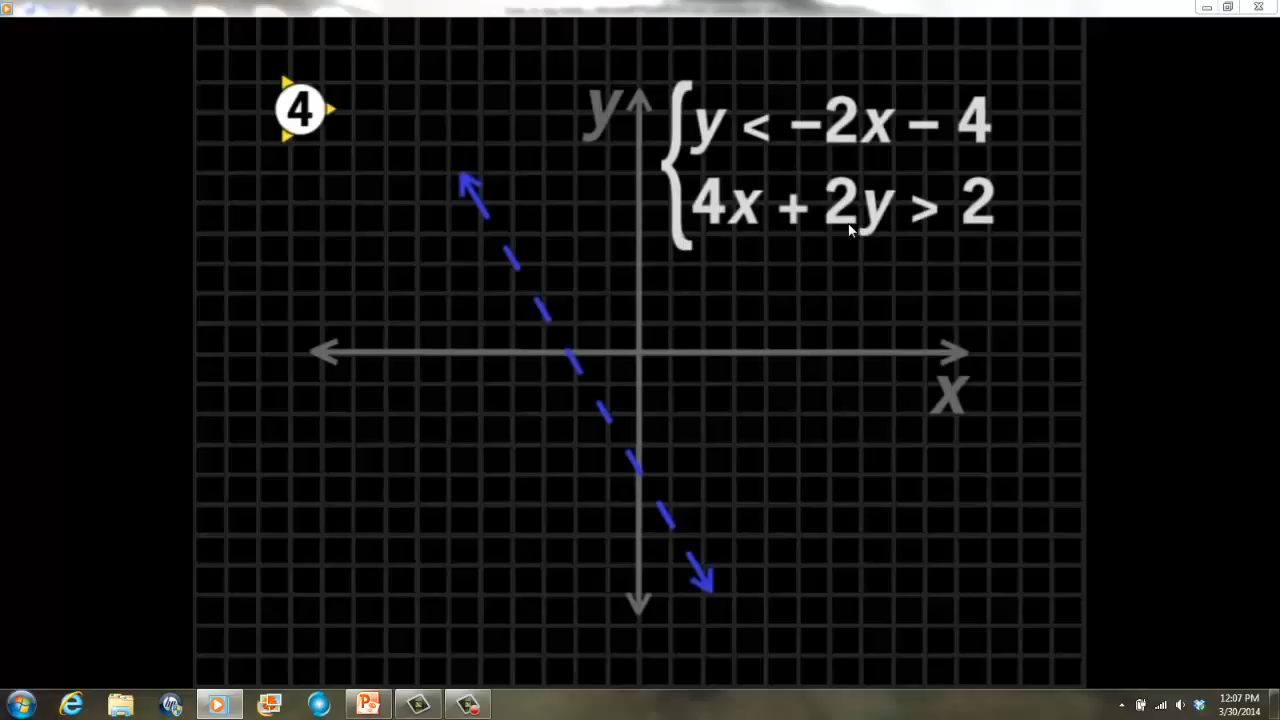 4
y
y < −2x − 4
4x + 2y > 2
x
12:07 PM
3/30/2014